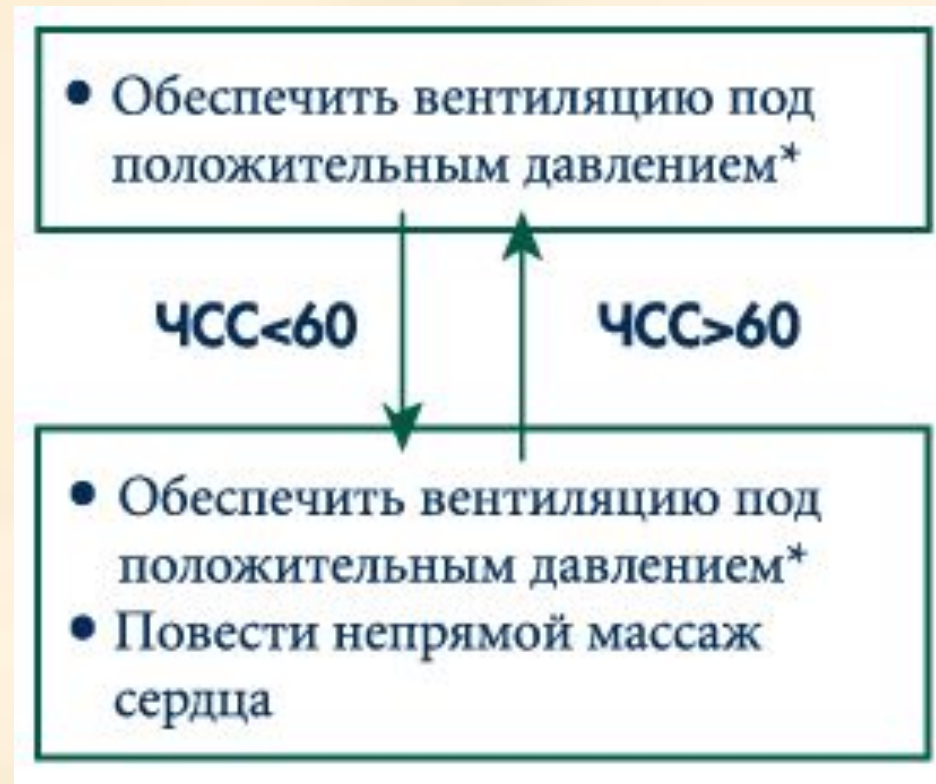 • Обеспечить вентиляцию под
положительным давлением*
ЧСС<60 ЧСС>60
• Обеспечить вентиляцию под
положительным давлением*
• Повести непрямой массаж
сердца